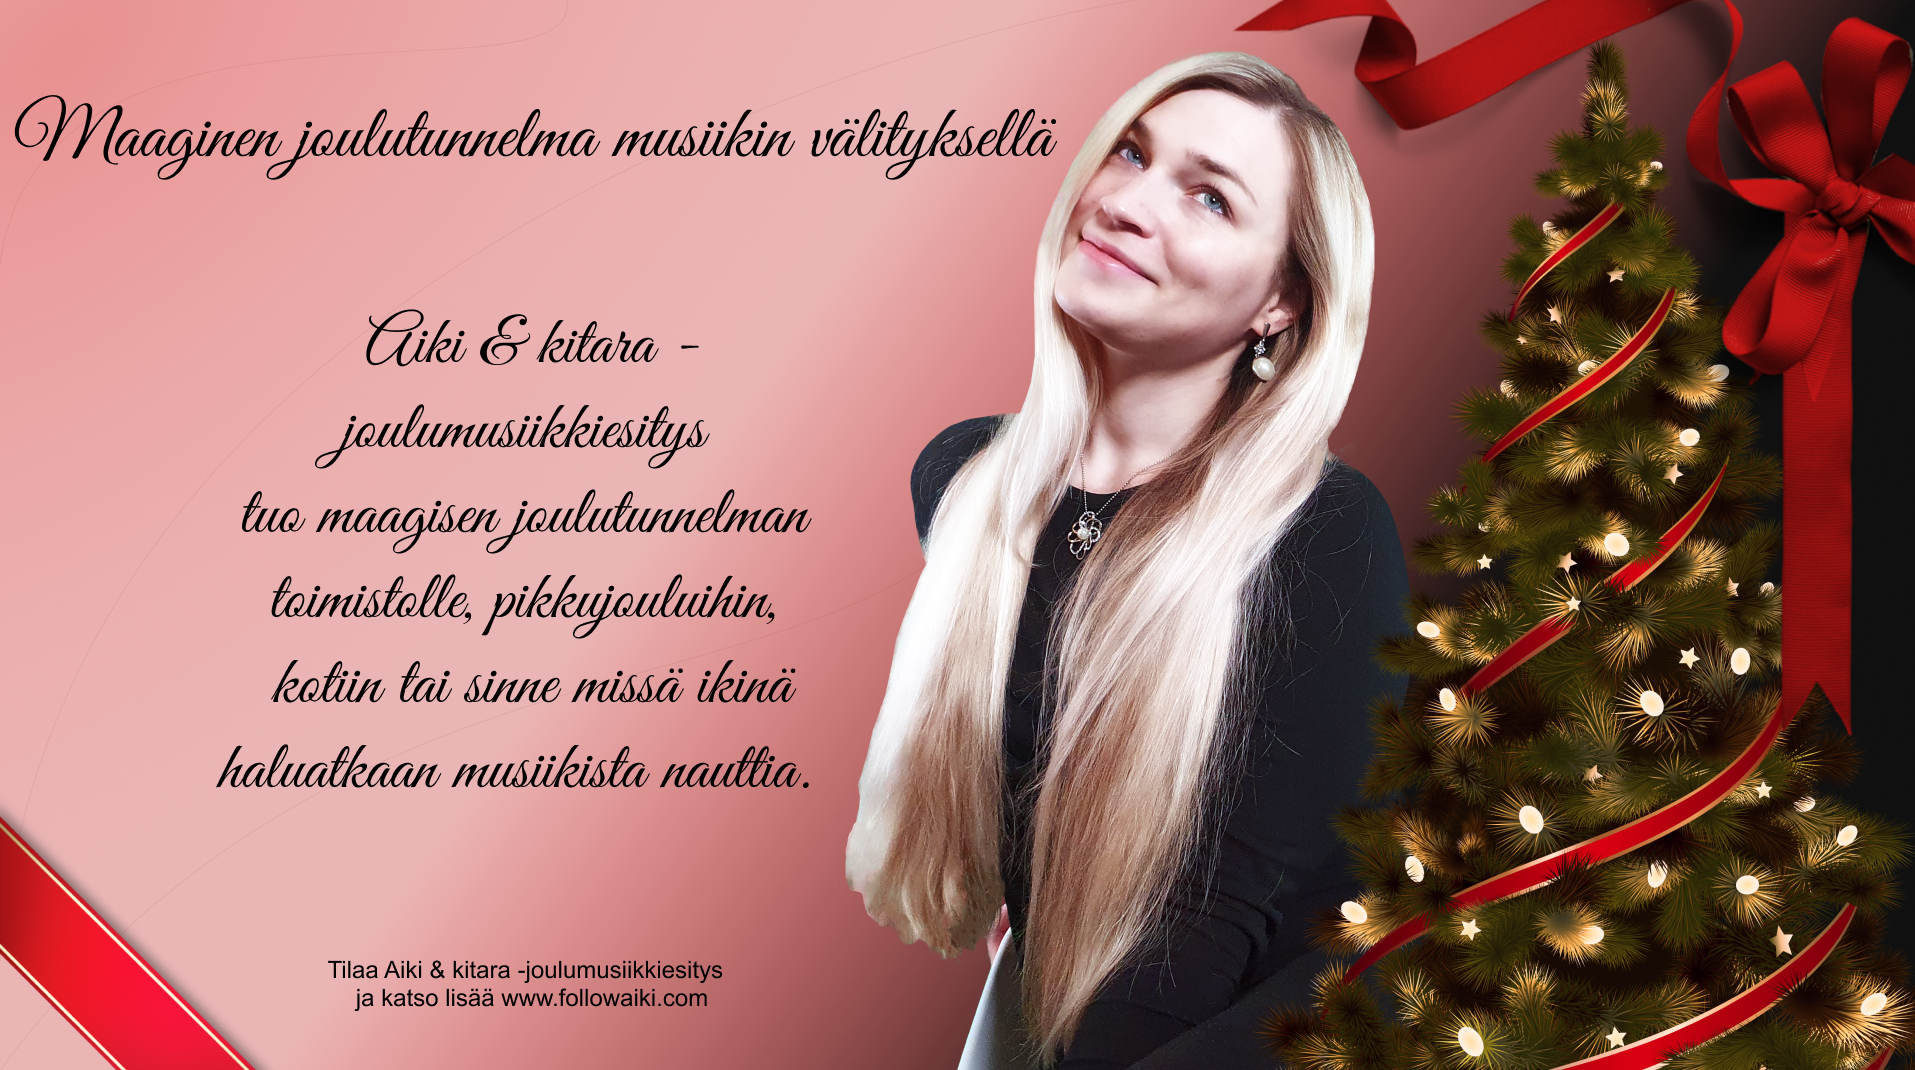 Maaginen joulutunnelma musiikin välityksellä
Aiki & kitara -
joulumusiikkiesitys
tuo maagisen joulutunnelman
toimistolle, pikkujouluihin,
kotiin tai sinne missä ikinä
haluatkaan musiikista nauttia.
Tilaa Aiki & kitara -joulumusiikkiesitys
ja katso lisää www.followaiki.com